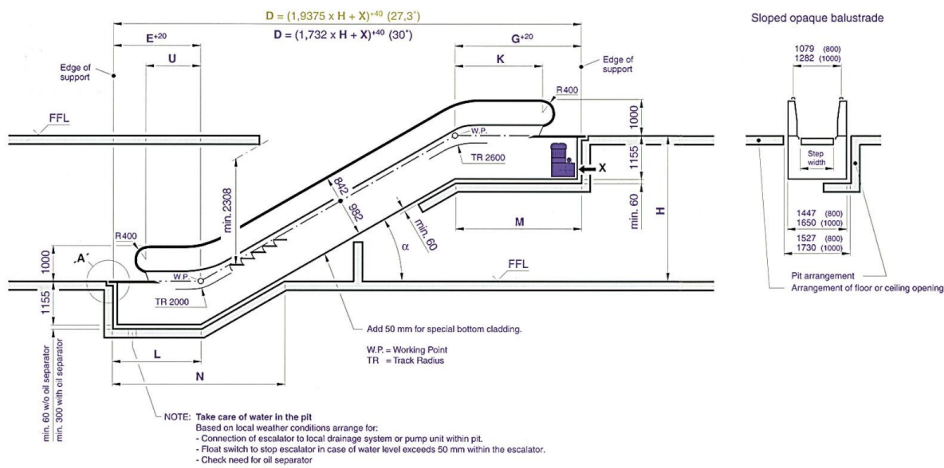 D = (1,9375 x H + X)+40 (27,3°)
D = (1,732 x H + X)+40 (30°)
Sloped opaque balustrade
E+20
G+20
U
K
1079 (800)
1282 (1000)
Edge of
support
Edge of
support
R400
FFL
1000
W.P.
TR 2600
1155
X
H
Step
width
min. 2308
842
982
min. 60
M
min. 60
α
R400
1000
"A"
W.P.
TR 2000
FFL
1447 (800)
1650 (1000)
1527 (800)
1730 (1000)
Pit arrangement
Arrangement of floor or ceiling opening
1155
L
N
Add 50 mm for special bottom cladding.
W.P. = Working Point
TR = Track Radius
min. 60 w/o oil separator
min. 300 with oil separator
NOTE: Take care of water in the pit
Based on local weather conditions arrange for:
- Connection of escalator to local drainage system or pump unit within pit.
- Float switch to stop escalator in case of water level exceeds 50 mm within the escalator.
- Check need for oil separator